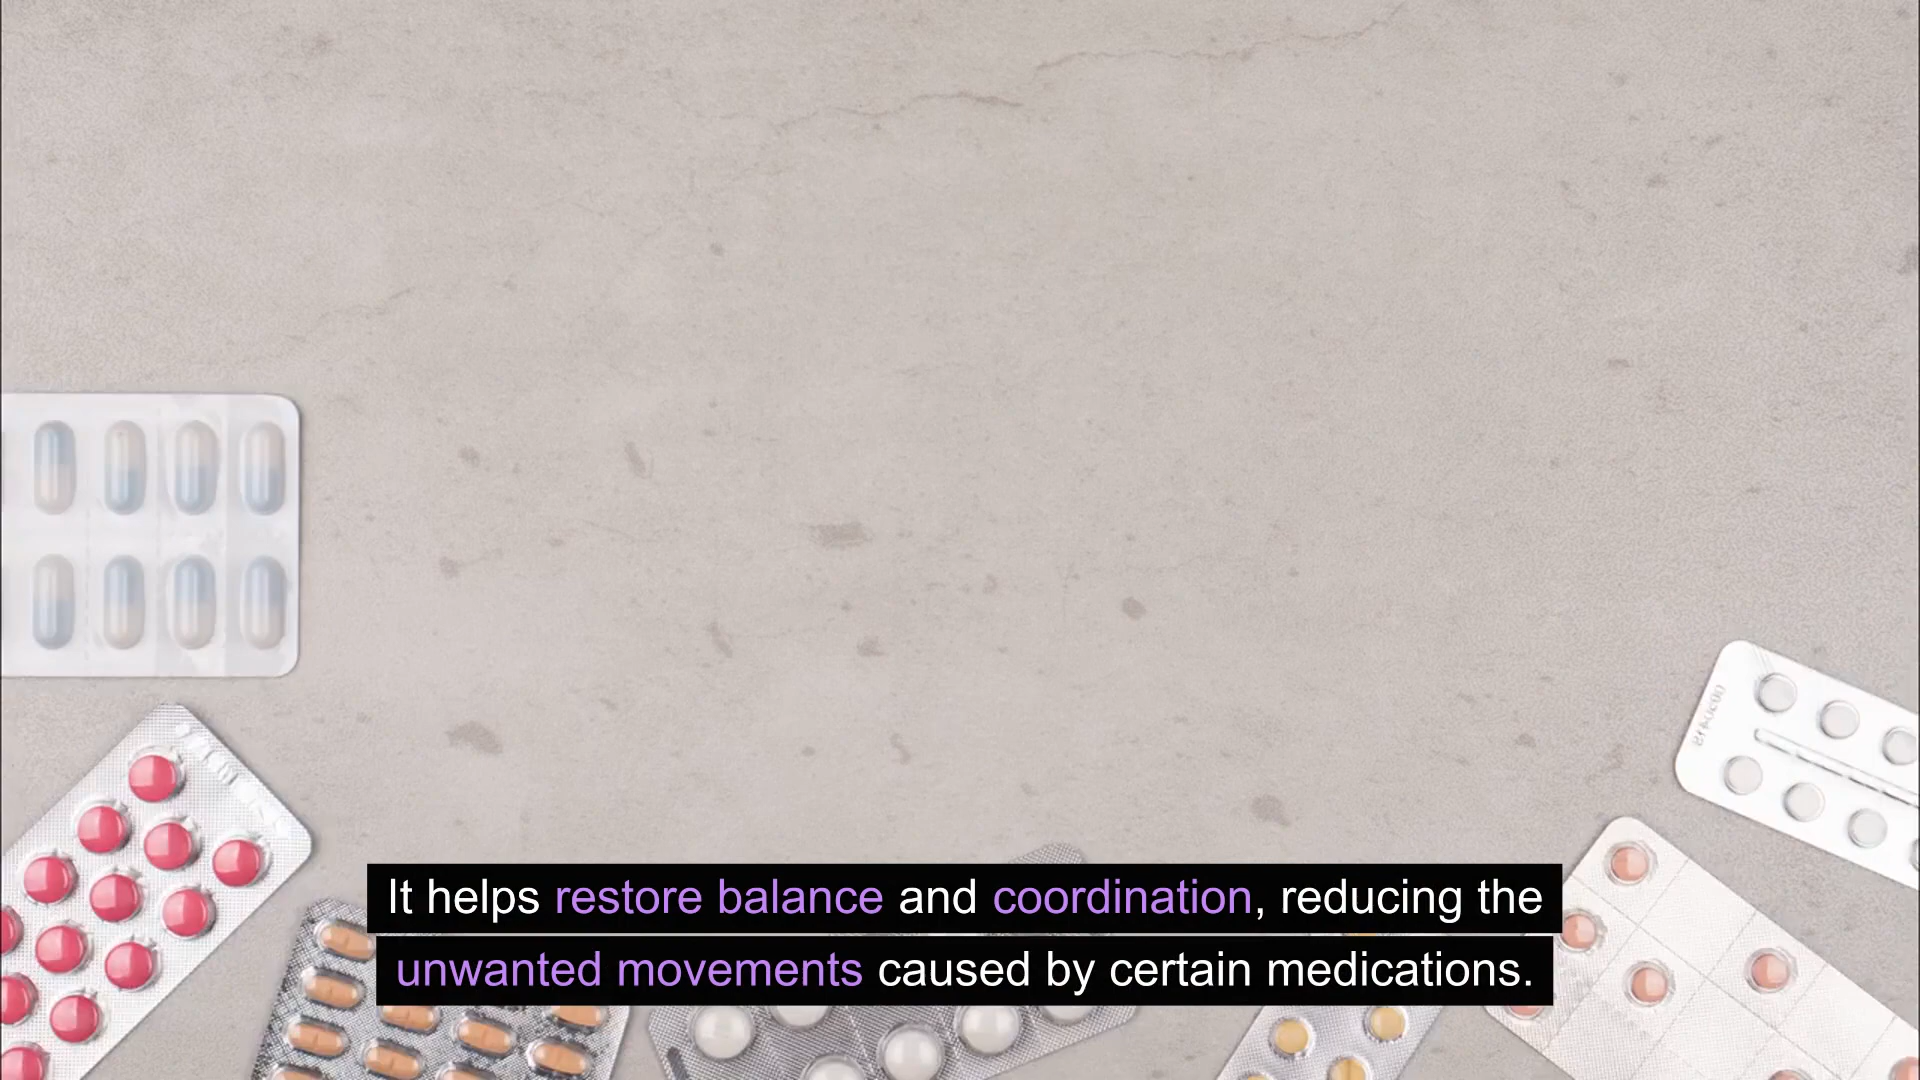 It helps restore balance and coordination, reducing the
unwanted movements caused by certain medications.